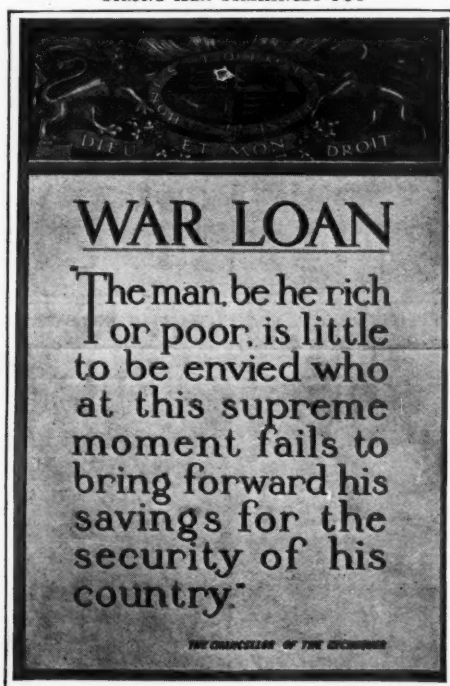 DIEU ET MON DROIT
WAR LOAN
"The man, be he rich
or poor, is little
to be envied who
at this supreme
moment fails to
bring forward his
savings for the
security of his
country."
THE CHANCELLOR OF THE EXCHEQUER